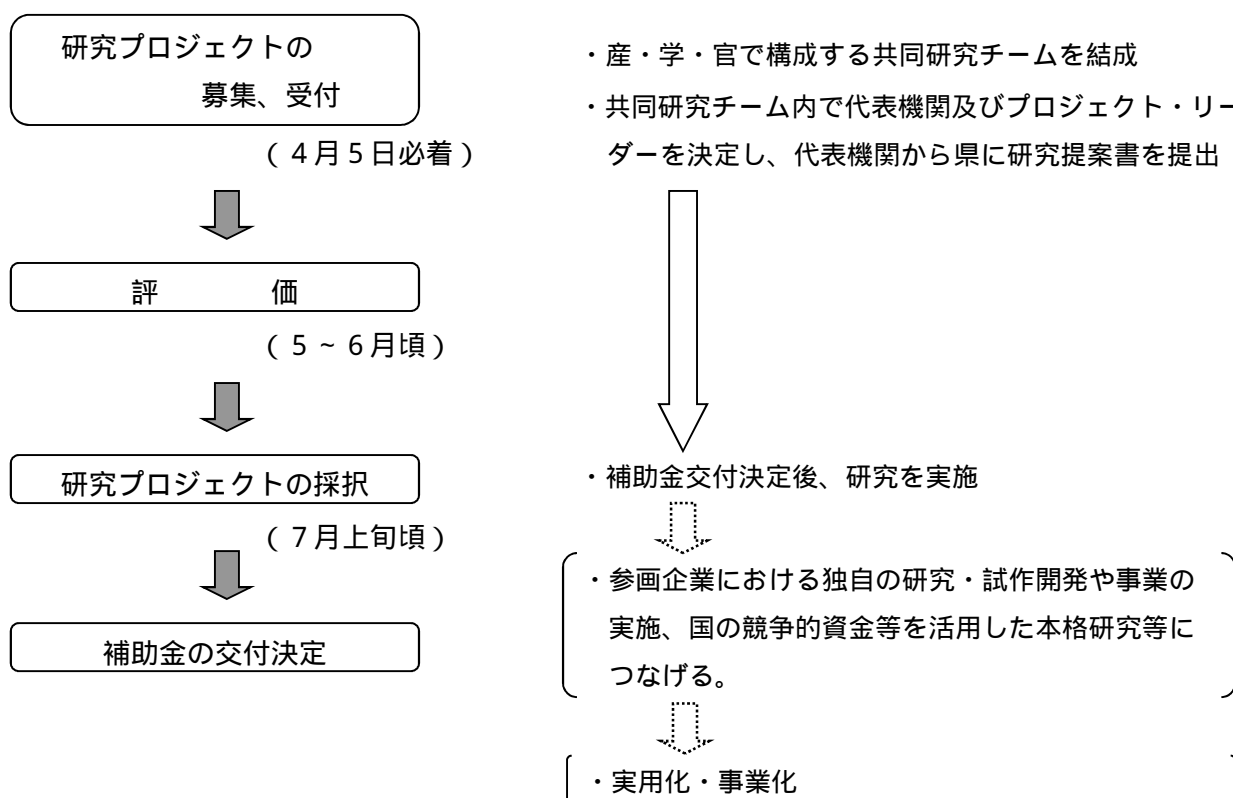 研究プロジェクトの
募集、受付
(4月5日必着)
評 価
(5~6月頃)
研究プロジェクトの採択
(7月上旬頃)
補助金の交付決定
・産・学・官で構成する共同研究チームを結成
・共同研究チーム内で代表機関及びプロジェクト・リー
ダーを決定し、代表機関から県に研究提案書を提出
・補助金交付決定後、研究を実施
・参画企業における独自の研究・試作開発や事業の
実施、国の競争的資金等を活用した本格研究等に
つなげる。
・実用化・事業化